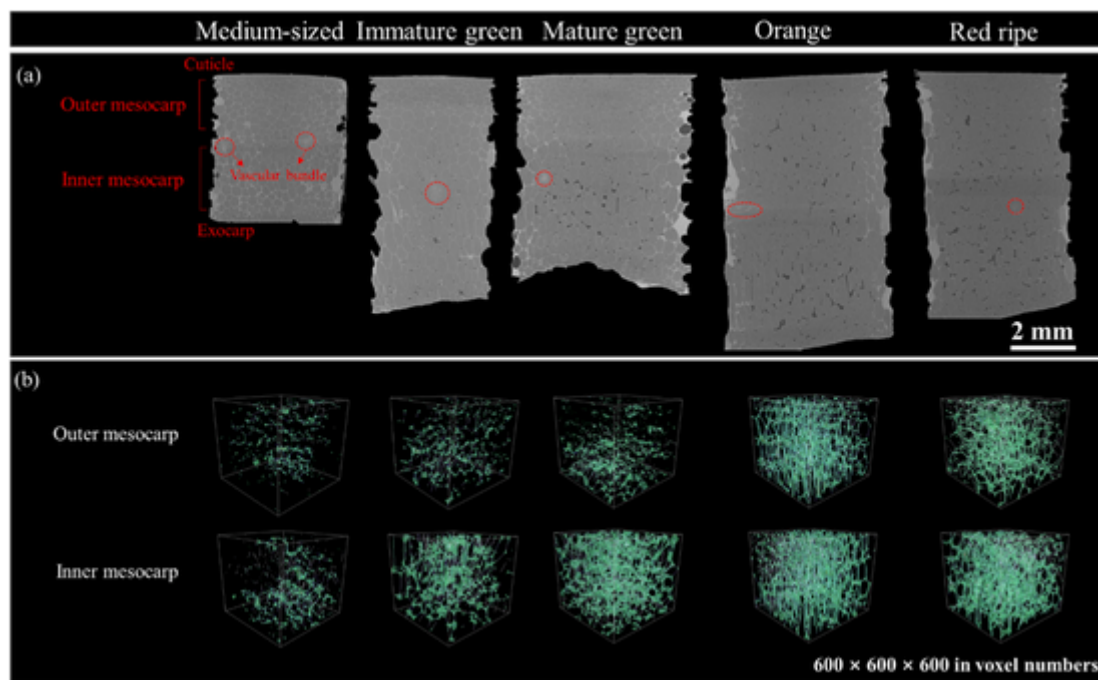 Medium-sized Immature green Mature green Orange Red ripe
(a)
Cuticle
Outer mesocarp
Inner mesocarp
Vascular bundle
Exocarp
2 mm
(b)
Outer mesocarp
Inner mesocarp
600 × 600 × 600 in voxel numbers